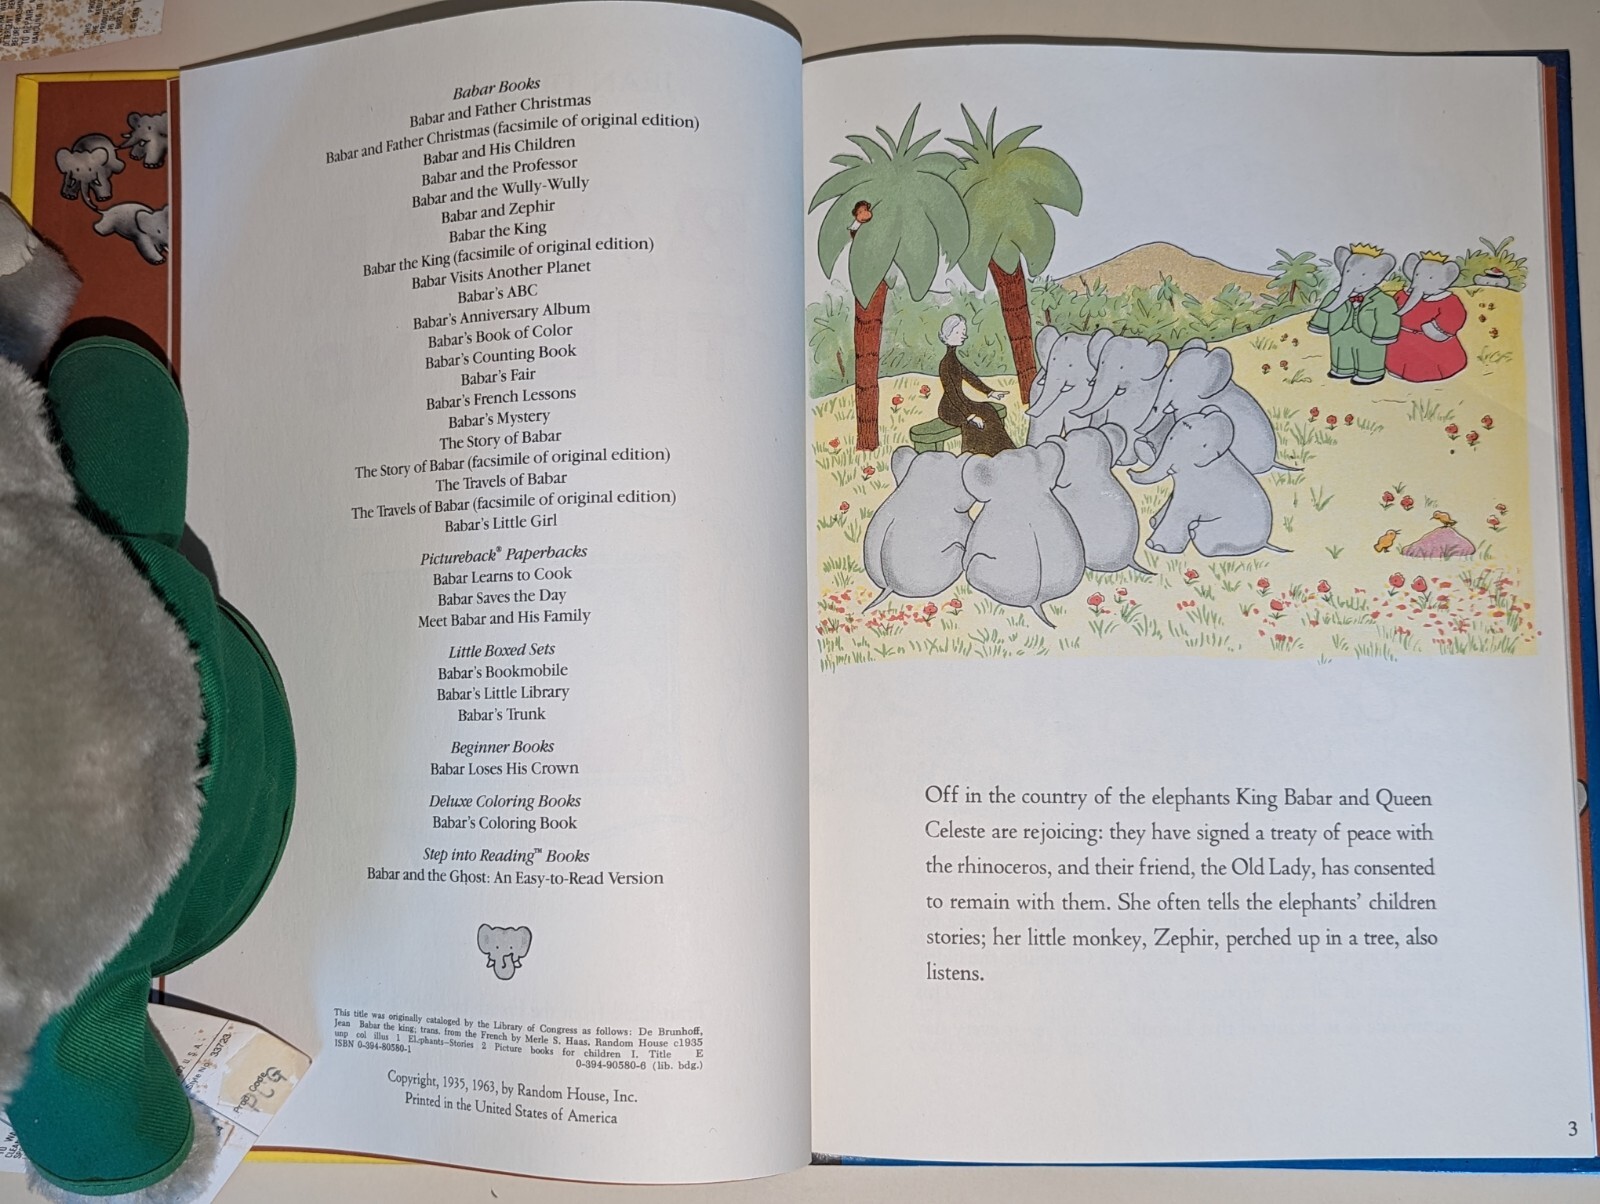 Babar Books
Babar and Father Christmas
Babar and Father Christmas (facsimile of original edition)
Babar and His Children
Babar and the Professor
Babar and the Wully-Wully
Babar and Zephir
Babar the King
Babar the King (facsimile of original edition)
Babar Visits Another Planet
Babar's ABC
Babar's Anniversary Album
Babar's Book of Color
Babar's Counting Book
Babar's Fair
Babar's French Lessons
Babar's Mystery
The Story of Babar
The Story of Babar (facsimile of original edition)
The Travels of Babar
The Travels of Babar (facsimile of original edition)
Babar's Little Girl
Pictureback® Paperbacks
Babar Learns to Cook
Babar Saves the Day
Meet Babar and His Family
Little Boxed Sets
Babar's Bookmobile
Babar's Little Library
Babar's Trunk
Beginner Books
Babar Loses His Crown
Deluxe Coloring Books
Babar's Coloring Book
Step into Reading™ Books
Babar and the Ghost: An Easy-to-Read Version
This title was originally cataloged by the Library of Congress as follows: De Brunhoff,
Jean Babar the king; trans. from the French by Merle S. Haas. Random House c1935
unp col illus 1 Elephants—Stories 2 Picture books for children I. Title E
ISBN 0-394-80580-1
0-394-90580-6 (lib. bdg.)
Copyright, 1935, 1963, by Random House, Inc.
Printed in the United States of America
Off in the country of the elephants King Babar and Queen
Celeste are rejoicing: they have signed a treaty of peace with
the rhinoceros, and their friend, the Old Lady, has consented
to remain with them. She often tells the elephants' children
stories; her little monkey, Zephir, perched up in a tree, also
listens.
3
U.S.A.
33723
Prod Code
PCG